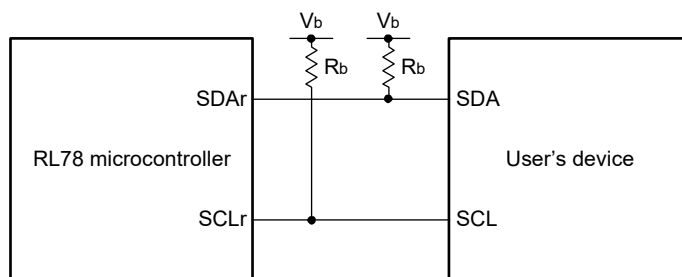 Vb Vb
Rb Rb
SDAr SDA
RL78 microcontroller User's device
SCLr SCL